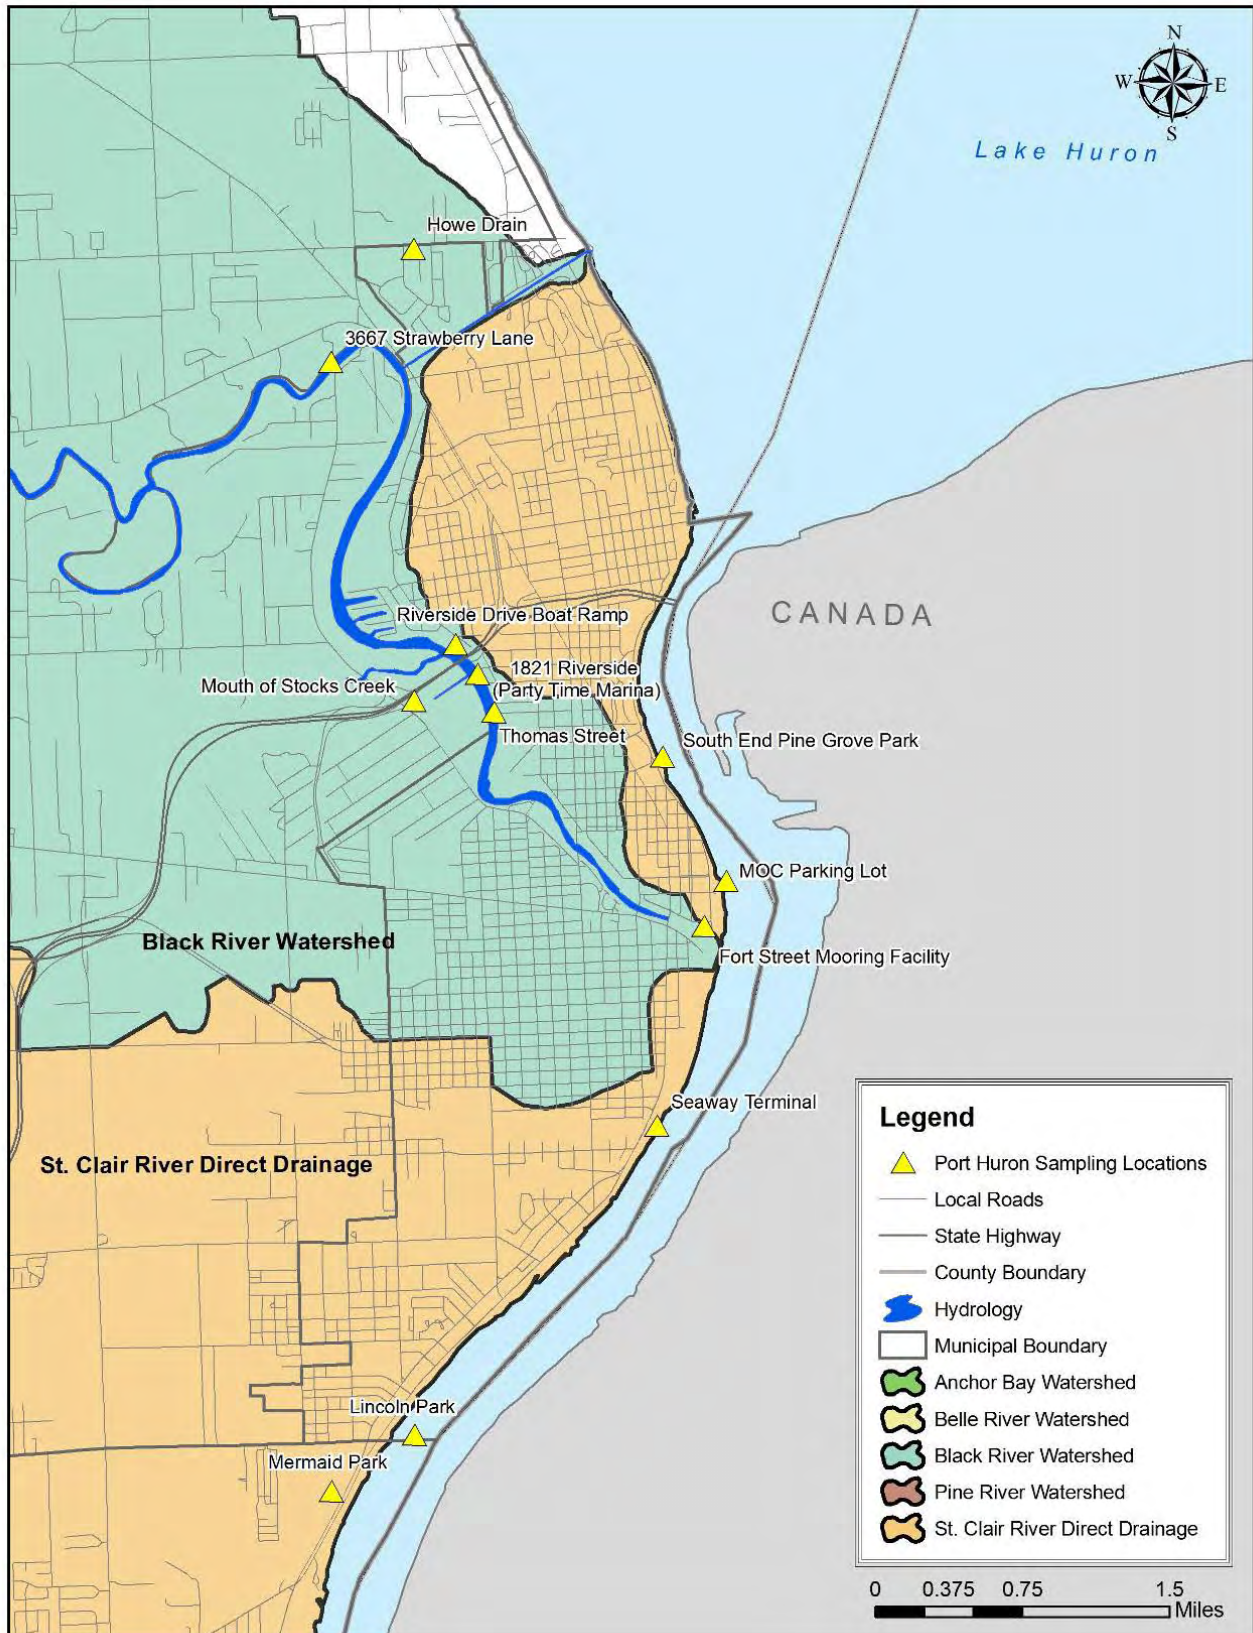 N
W E
S
Lake Huron
Howe Drain
3667 Strawberry Lane
CANADA
Riverside Drive Boat Ramp
1821 Riverside
(Party Time Marina)
Mouth of Stocks Creek
Thomas Street
South End Pine Grove Park
MOC Parking Lot
Black River Watershed
Fort Street Mooring Facility
Seaway Terminal
St. Clair River Direct Drainage
Lincoln Park
Mermaid Park
Legend
Port Huron Sampling Locations
Local Roads
State Highway
County Boundary
Hydrology
Municipal Boundary
Anchor Bay Watershed
Belle River Watershed
Black River Watershed
Pine River Watershed
St. Clair River Direct Drainage
0 0.375 0.75 1.5
Miles